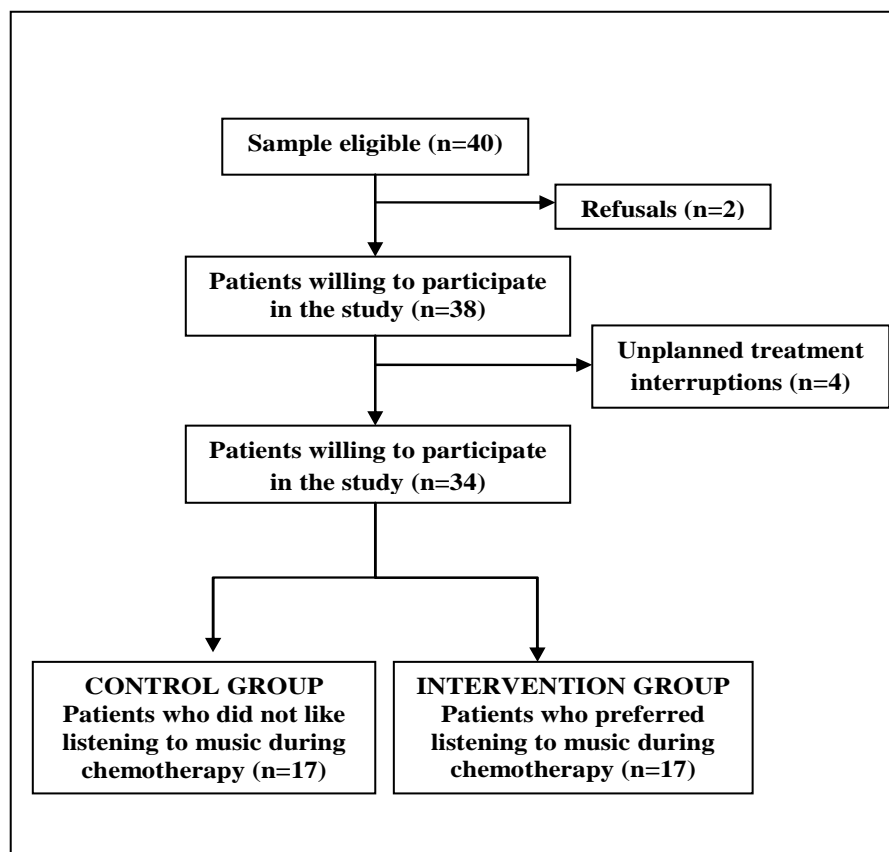 Sample eligible (n=40)
Refusals (n=2)
Patients willing to participate
in the study (n=38)
Unplanned treatment
interruptions (n=4)
Patients willing to participate
in the study (n=34)
CONTROL GROUP
Patients who did not like
listening to music during
chemotherapy (n=17)
INTERVENTION GROUP
Patients who preferred
listening to music during
chemotherapy (n=17)